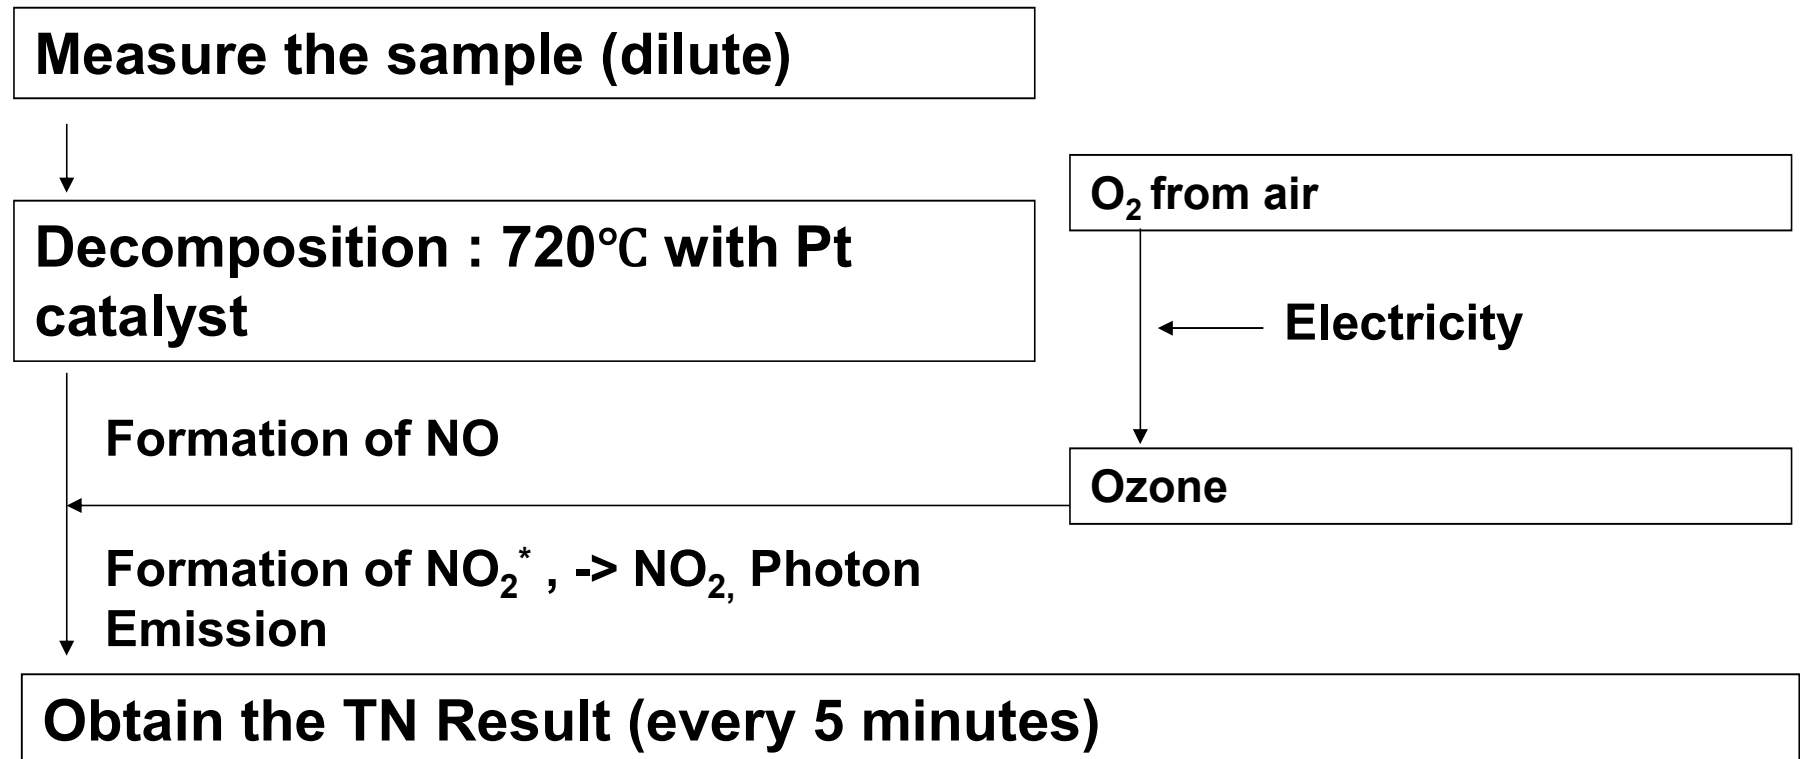 Measure the sample (dilute)
O₂ from air
Decomposition : 720℃ with Pt
catalyst
Electricity
Formation of NO
Ozone
Formation of NO₂* , -> NO₂, Photon
Emission
Obtain the TN Result (every 5 minutes)